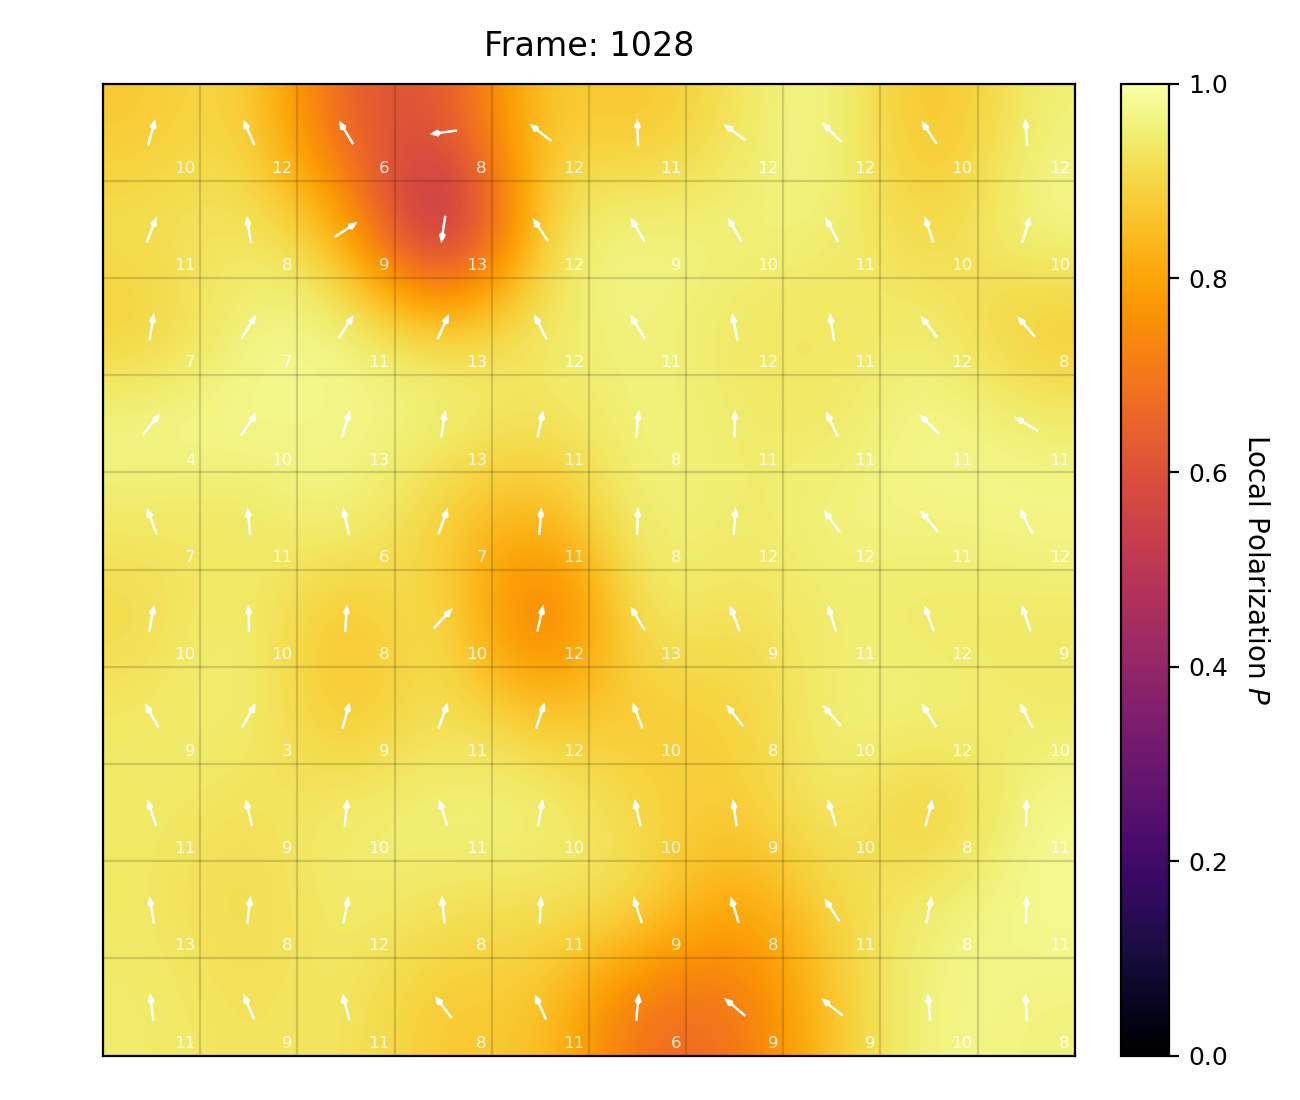 Frame: 1028
10 12 6 8 12 11 12 12 10 12
11 8 9 13 12 9 10 11 10 10
7 7 11 13 12 11 12 11 12 8
4 10 13 13 11 8 11 11 11 11
7 11 6 7 11 8 12 12 11 12
10 10 8 10 12 13 9 11 12 9
9 3 9 11 12 10 8 10 12 10
11 9 10 11 10 10 9 10 8 11
13 8 12 8 11 9 8 11 8 11
11 9 11 8 11 6 9 9 10 8
1.0
0.8
0.6
0.4
0.2
0.0
Local Polarization P